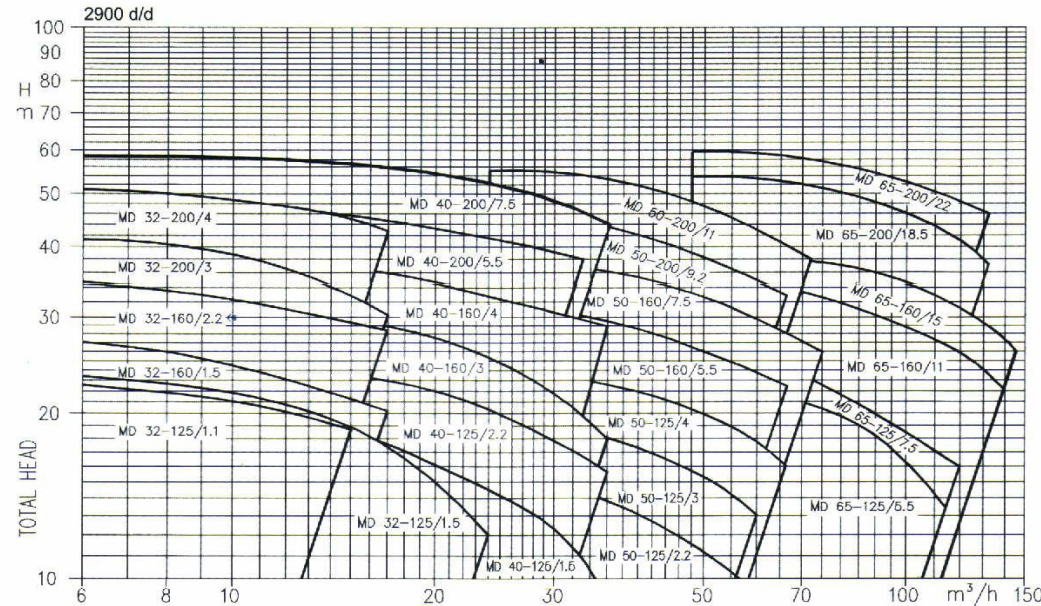 2900 d/d
100
90
H
80
m
70
60
50
40
30
20
10
TOTAL HEAD
MD 65-200/22
MD 40-200/7.5
MD 60-200/11
MD 32-200/4
MD 65-200/18.5
MD 50-200/9.2
MD 40-200/5.5
MD 32-200/3
MD 50-160/7.5
MD 65-160/15
MD 40-160/4
MD 32-160/2.2
MD 40-160/3
MD 50-160/5.5
MD 65-160/11
MD 32-160/1.5
MD 50-125/4
MD 65-125/7.5
MD 32-125/1.1
MD 40-125/2.2
MD 50-125/3
MD 65-125/5.5
MD 32-125/1.5
MD 50-125/2.2
MD 40-125/1.5
6 8 10 20 30 50 70 100 m³/h 150